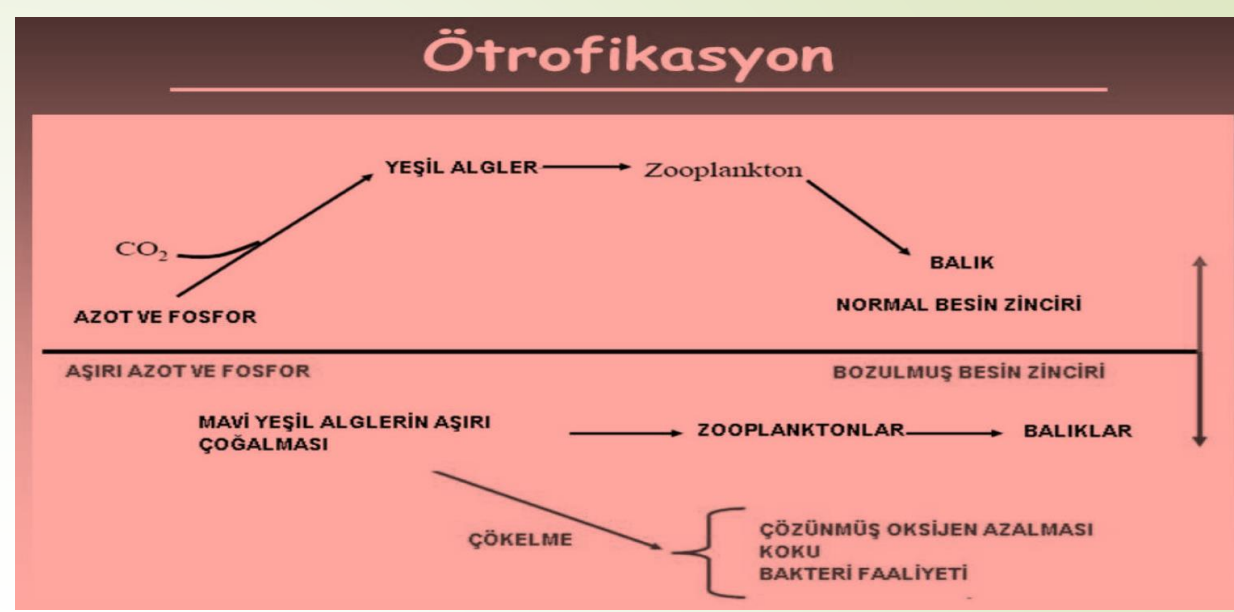 Ötrofikasyon
YEŞİL ALGLER
Zooplankton
CO₂
BALIK
AZOT VE FOSFOR
NORMAL BESİN ZİNCİRİ
AŞIRI AZOT VE FOSFOR
BOZULMUŞ BESİN ZİNCİRİ
MAVİ YEŞİL ALGLERİN AŞIRI
ÇOĞALMASI
ZOOPLANKTONLAR
BALIKLAR
ÇÖKELME
ÇÖZÜNMÜŞ OKSİJEN AZALMASI
KOKU
BAKTERİ FAALİYETİ